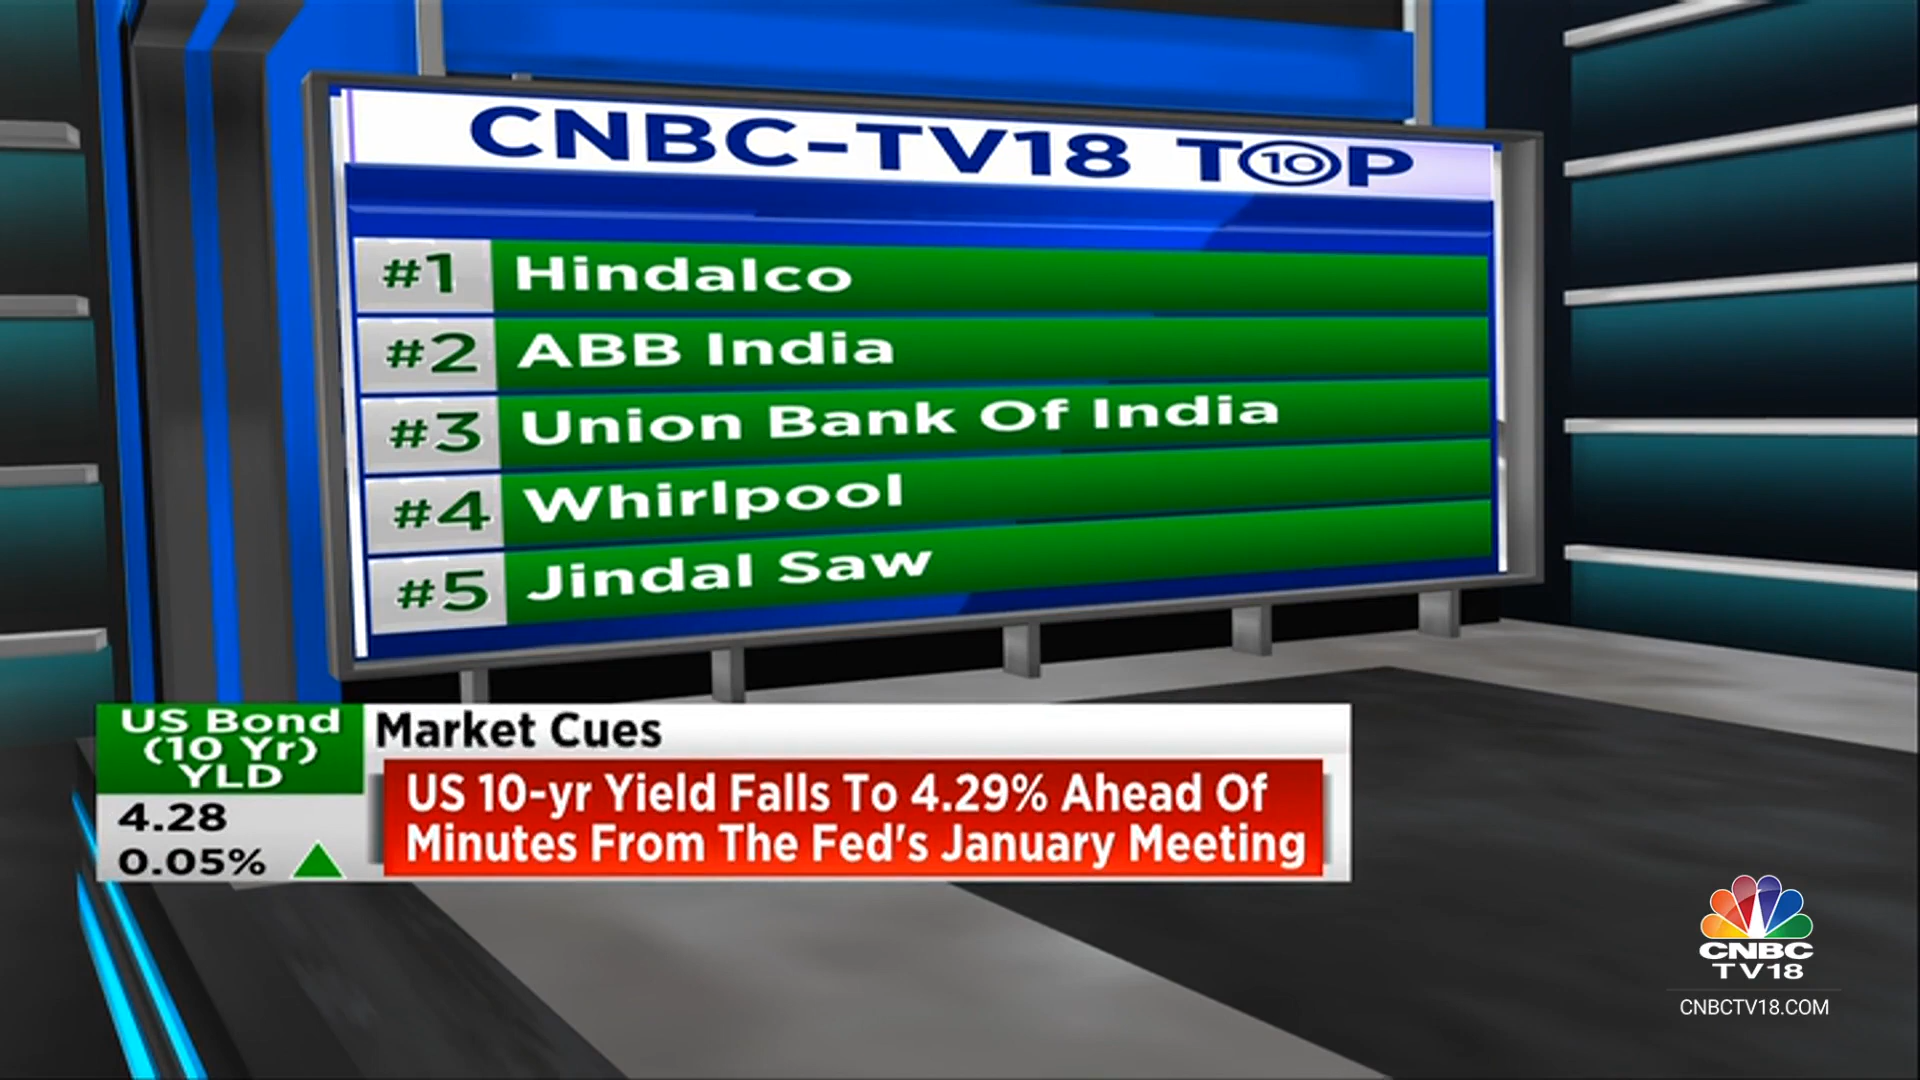 CNBC-TV18 TOP
10
#1 Hindalco
#2 ABB India
#3 Union Bank Of India
#4 Whirlpool
#5 Jindal Saw
US Bond
(10 Yr)
YLD
4.28
0.05%
Market Cues
US 10-yr Yield Falls To 4.29% Ahead Of
Minutes From The Fed's January Meeting
CNBC
TV18
CNBCTV18.COM